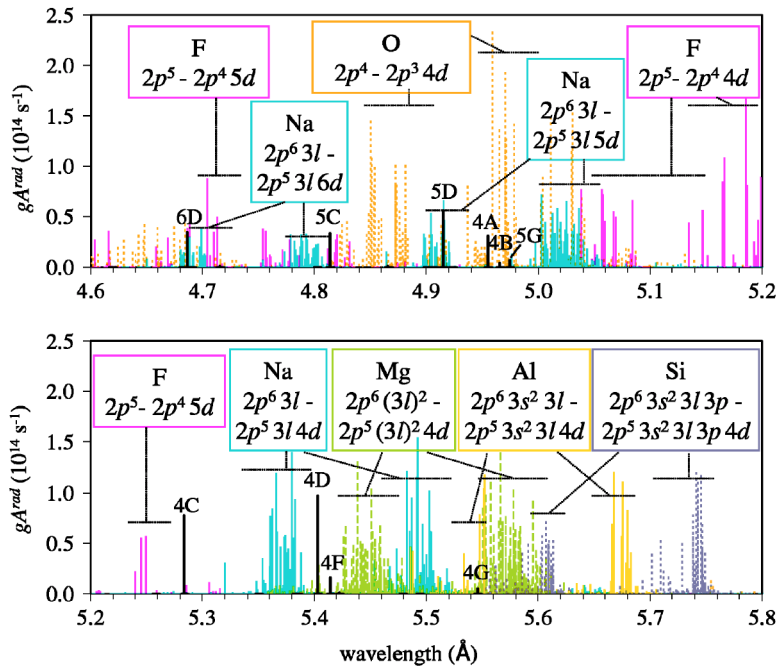 2.5
2.0
1.5
1.0
0.5
0.0
gA^rad (10^14 s^-1)
F
2p^5 - 2p^4 5d
Na
2p^6 3l -
2p^5 3l 6d
O
2p^4 - 2p^3 4d
Na
2p^6 3l -
2p^5 3l 5d
F
2p^5 - 2p^4 4d
6D
5C
5D
4A
4B
5G
4.6 4.7 4.8 4.9 5.0 5.1 5.2
2.5
2.0
1.5
1.0
0.5
0.0
gA^rad (10^14 s^-1)
F
2p^5 - 2p^4 5d
Na
2p^6 3l -
2p^5 3l 4d
Mg
2p^6 (3l)^2 -
2p^5 (3l)^2 4d
Al
2p^6 3s^2 3l -
2p^5 3s^2 3l 4d
Si
2p^6 3s^2 3l 3p -
2p^5 3s^2 3l 3p 4d
4C
4D
4F
4G
5.2 5.3 5.4 5.5 5.6 5.7 5.8
wavelength (Å)